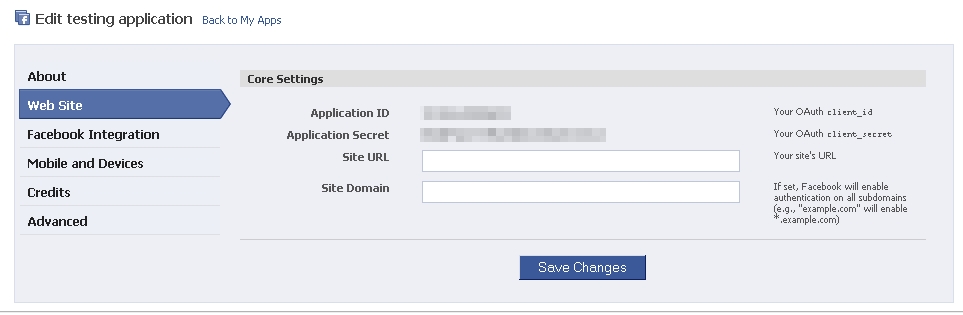 Edit testing application Back to My Apps
About
Web Site
Facebook Integration
Mobile and Devices
Credits
Advanced
Core Settings
Application ID Your OAuth client_id
Application Secret Your OAuth client_secret
Site URL Your site's URL
Site Domain If set, Facebook will enable
authentication on all subdomains
(e.g., "example.com" will enable
*.example.com)
Save Changes